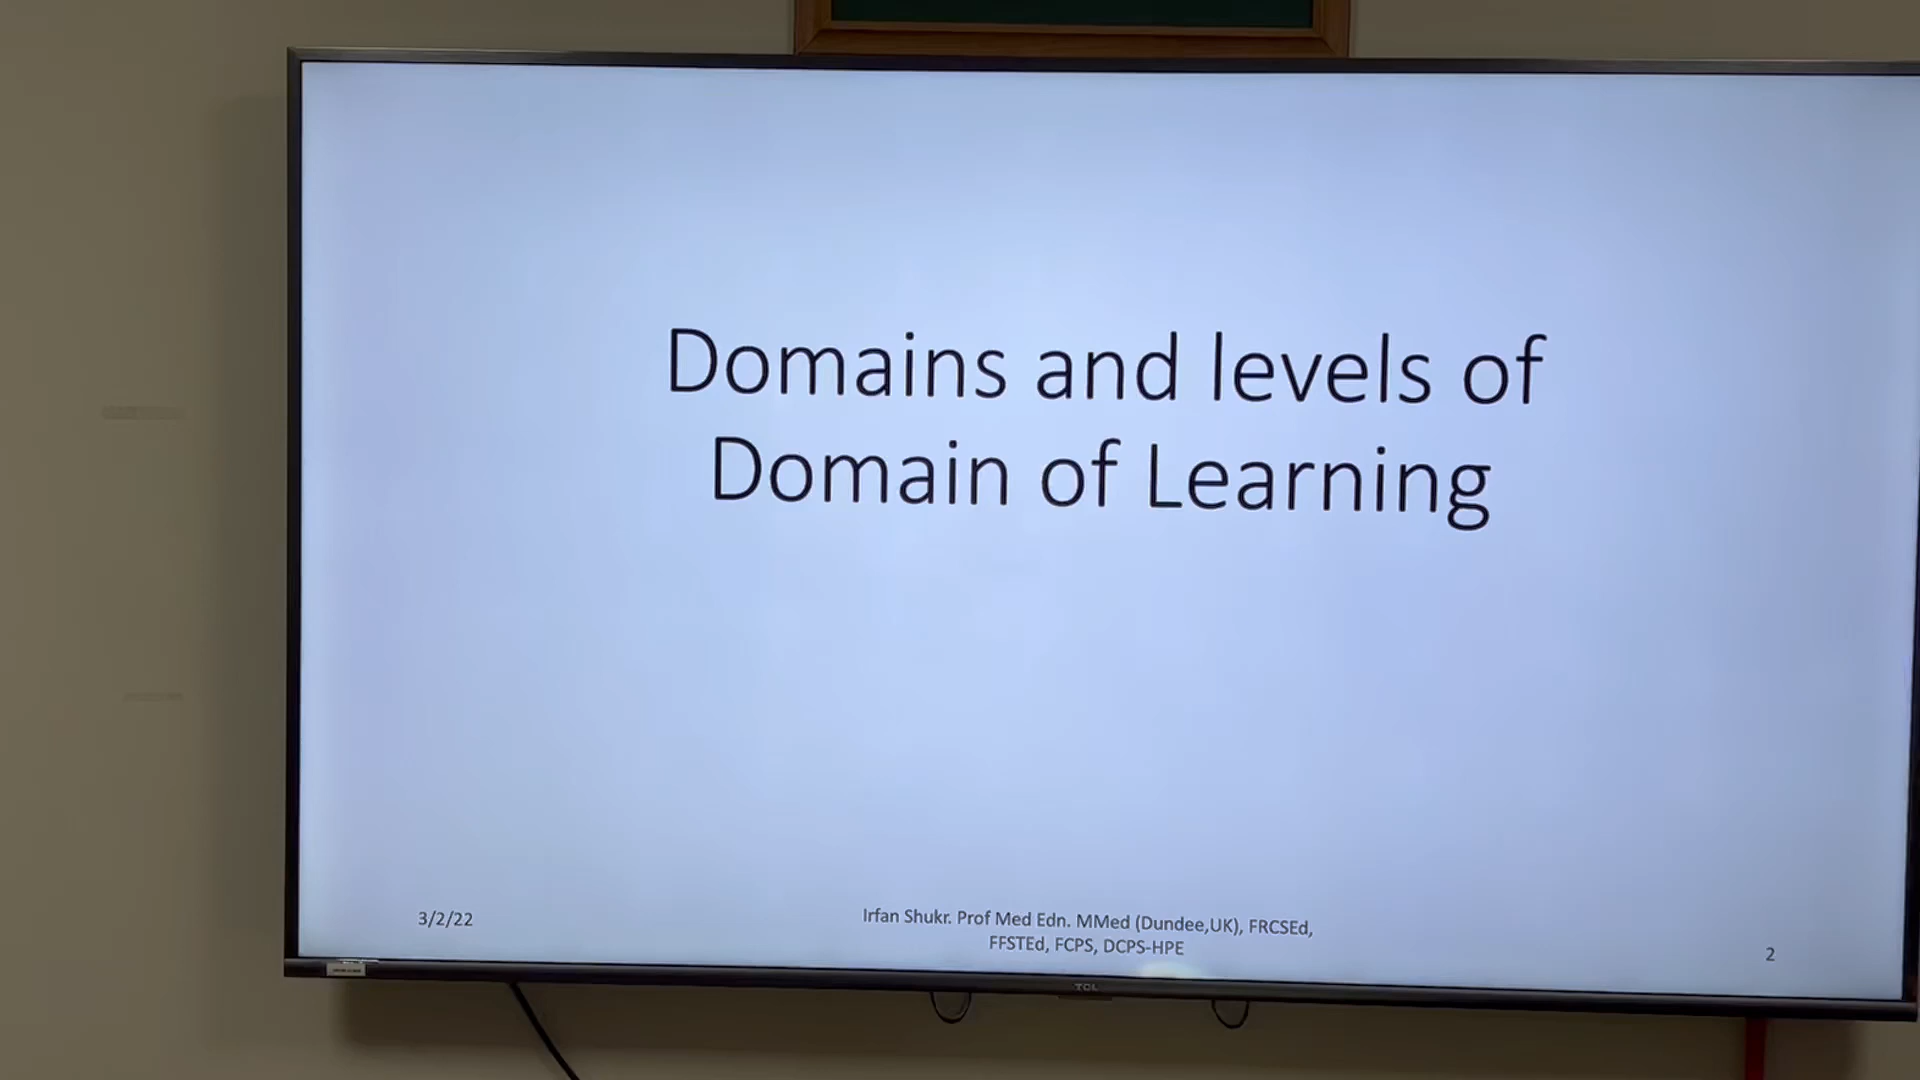 Domains and levels of
Domain of Learning
3/2/22
Irfan Shukr. Prof Med Edn. MMed (Dundee,UK), FRCSEd,
FFSTEd, FCPS, DCPS-HPE
2
TCL